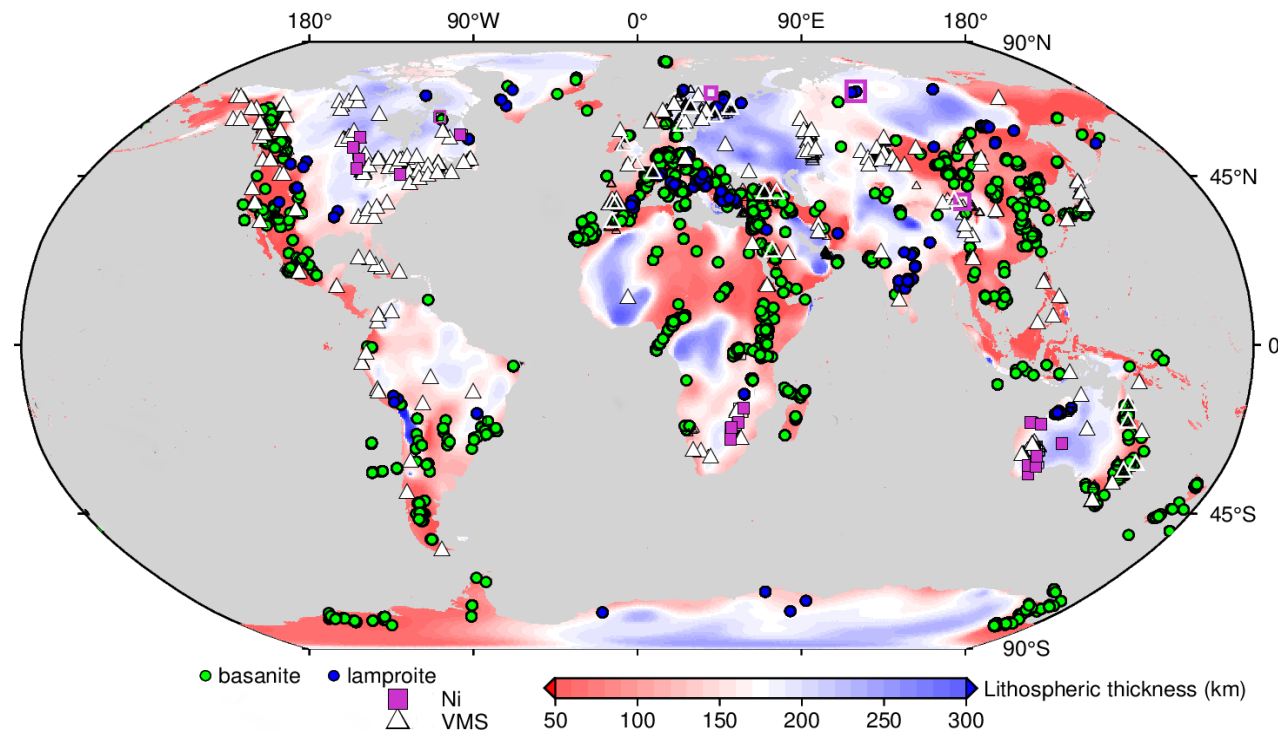 180° 90°W 0° 90°E 180°
90°N
45°N
0
45°S
90°S
basanite lamproite
Ni
VMS
Lithospheric thickness (km)
50 100 150 200 250 300